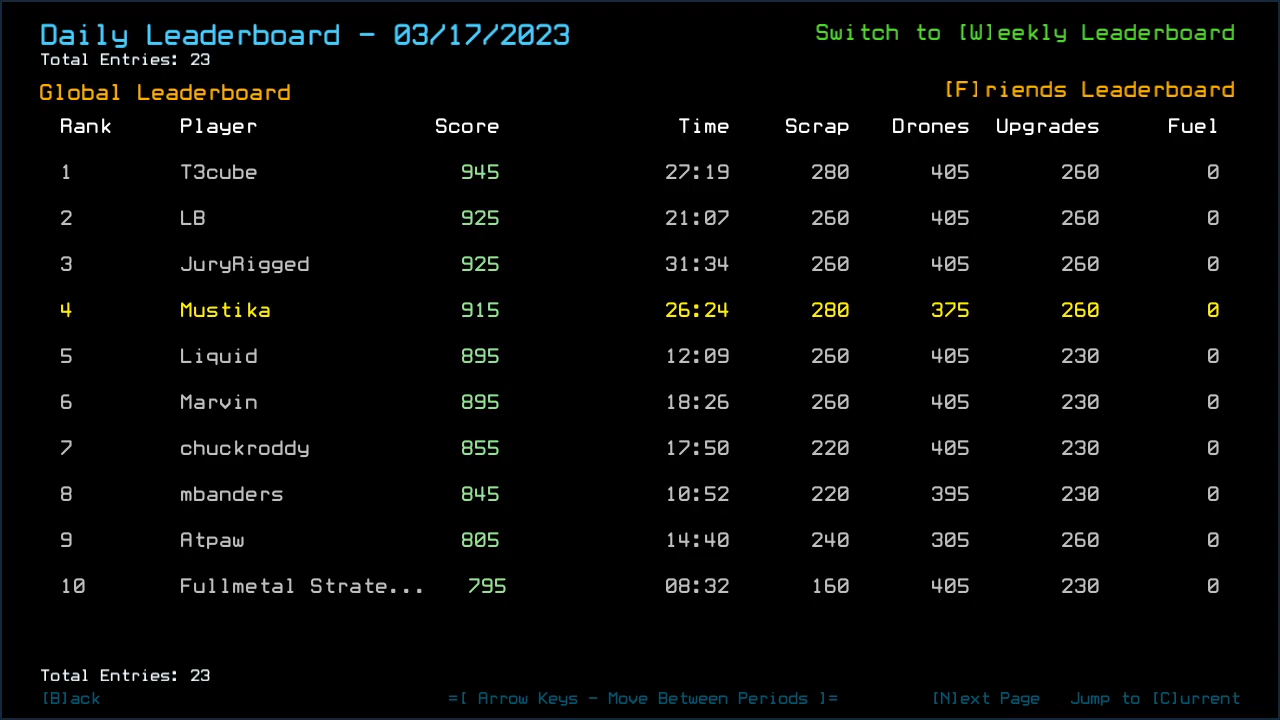 Daily Leaderboard - 03/17/2023 Switch to [W]eekly Leaderboard
Total Entries: 23
Global Leaderboard [F]riends Leaderboard
Rank Player Score Time Scrap Drones Upgrades Fuel
1 T3cube 945 27:19 280 405 260 0
2 LB 925 21:07 260 405 260 0
3 JuryRigged 925 31:34 260 405 260 0
4 Mustika 915 26:24 280 375 260 0
5 Liquid 895 12:09 260 405 230 0
6 Marvin 895 18:26 260 405 230 0
7 chuckroddy 855 17:50 220 405 230 0
8 mbanders 845 10:52 220 395 230 0
9 Atpaw 805 14:40 240 305 260 0
10 Fullmetal Strate... 795 08:32 160 405 230 0
Total Entries: 23
[B]ack =[ Arrow Keys - Move Between Periods ]= [N]ext Page Jump to [C]urrent